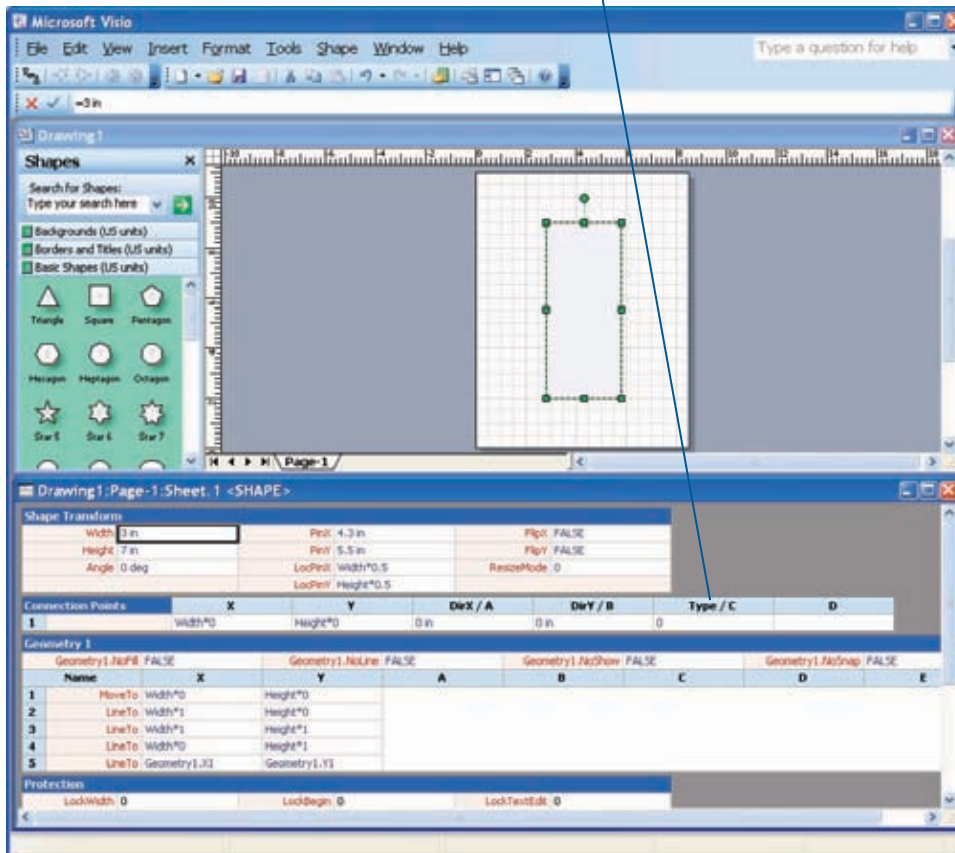 Microsoft Visio
File Edit View Insert Format Tools Shape Window Help
Type a question for help
=3 in
Drawing1
Shapes
Search for Shapes:
Type your search here
Backgrounds (US units)
Borders and Titles (US units)
Basic Shapes (US units)
Triangle Square Pentagon
Hexagon Heptagon Octagon
Star 5 Star 6 Star 7
Page-1
Drawing1:Page-1:Sheet.1 <SHAPE>
Shape Transform
Width 3 in PinX 4.3 in FlipX FALSE
Height 7 in PinY 5.5 in FlipY FALSE
Angle 0 deg LocPinX Width*0.5 ResizeMode 0
LocPinY Height*0.5
Connection Points X Y DirX / A DirY / B Type / C D
1 Width*0 Height*0 0 in 0 in 0
Geometry 1
Geometry1.NoFill FALSE Geometry1.NoLine FALSE Geometry1.NoShow FALSE Geometry1.NoSnap FALSE
Name X Y A B C D E
1 MoveTo Width*0 Height*0
2 LineTo Width*1 Height*0
3 LineTo Width*1 Height*1
4 LineTo Width*0 Height*1
5 LineTo Geometry1.X1 Geometry1.Y1
Protection
LockWidth 0 LockBegin 0 LockTextEdit 0